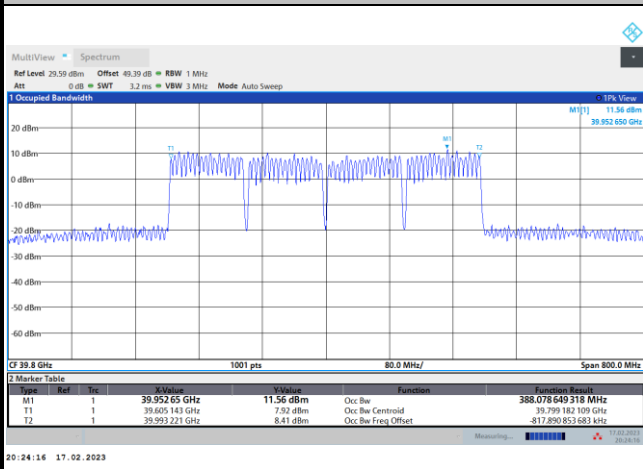 MultiView Spectrum
Ref Level 29.59 dBm Offset 49.39 dB RBW 1 MHz
Att 0 dB SWT 3.2 ms VBW 3 MHz Mode Auto Sweep
1 Occupied Bandwidth 1Pk View
M1[1] 11.56 dBm
39.952 650 GHz
20 dBm
M1
T1 T2
10 dBm
0 dBm
-10 dBm
-20 dBm
-30 dBm
-40 dBm
-50 dBm
-60 dBm
CF 39.8 GHz 1001 pts 80.0 MHz/ Span 800.0 MHz
2 Marker Table
Type Ref Trc X-Value Y-Value Function Function Result
M1 1 39.952 65 GHz 11.56 dBm Occ Bw 388.078 649 318 MHz
T1 1 39.605 143 GHz 7.92 dBm Occ Bw Centroid 39.799 182 109 GHz
T2 1 39.993 221 GHz 8.41 dBm Occ Bw Freq Offset -817.890 853 683 kHz
Measuring... 17.02.2023
20:24:16
20:24:16 17.02.2023